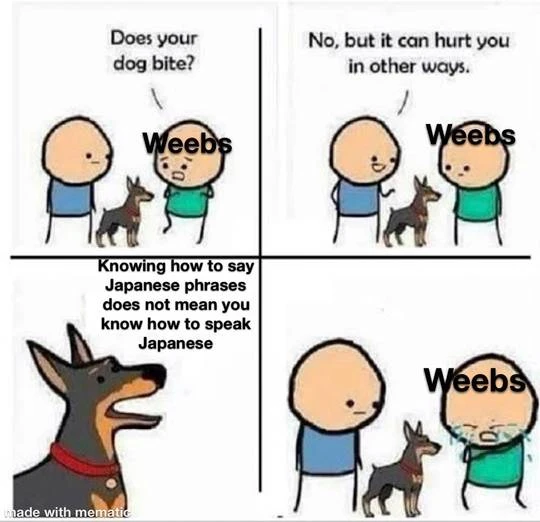 Does your
dog bite?
Weebs
No, but it can hurt you
in other ways.
Weebs
Knowing how to say
Japanese phrases
does not mean you
know how to speak
Japanese
Weebs
made with mematic